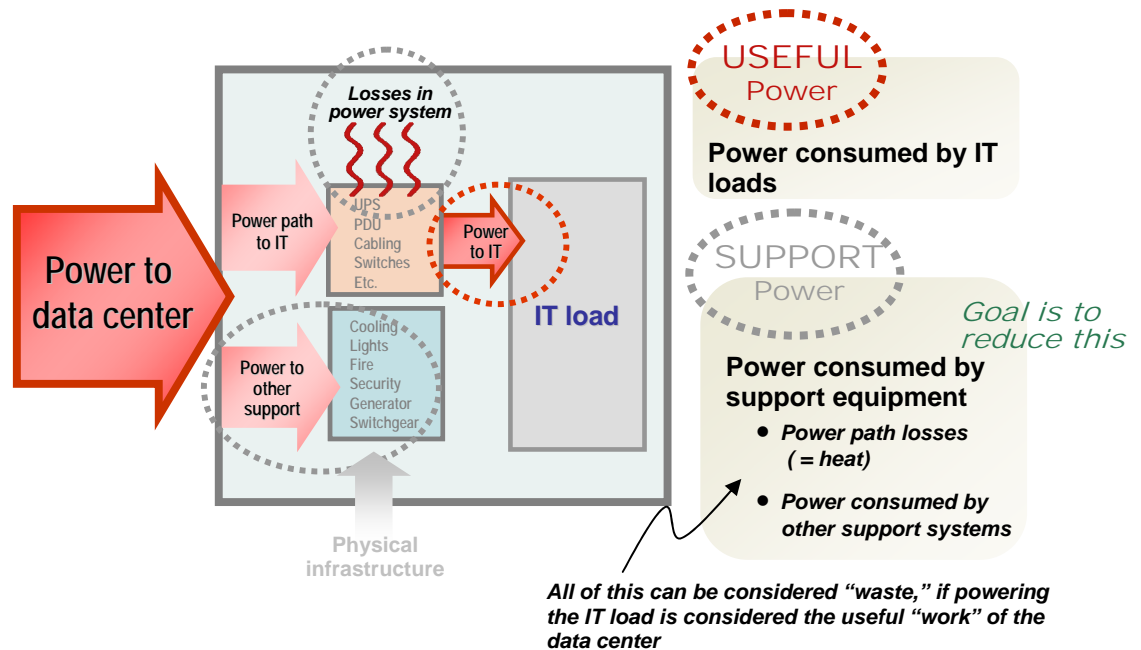 Power to
data center
Power path
to IT
Losses in
power system
UPS
PDU
Cabling
Switches
Etc.
Power
to IT
IT load
Power to
other
support
Cooling
Lights
Fire
Security
Generator
Switchgear
Physical
infrastructure
USEFUL
Power
Power consumed by IT
loads
SUPPORT
Power
Goal is to
reduce this
Power consumed by
support equipment
• Power path losses
( = heat)
• Power consumed by
other support systems
All of this can be considered “waste,” if powering
the IT load is considered the useful “work” of the
data center